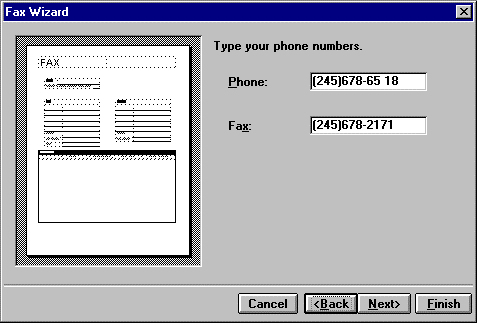 Fax Wizard
Type your phone numbers.
FAX
Phone: (245)678-65 18
Fax: (245)678-2171
Cancel <Back Next> Finish